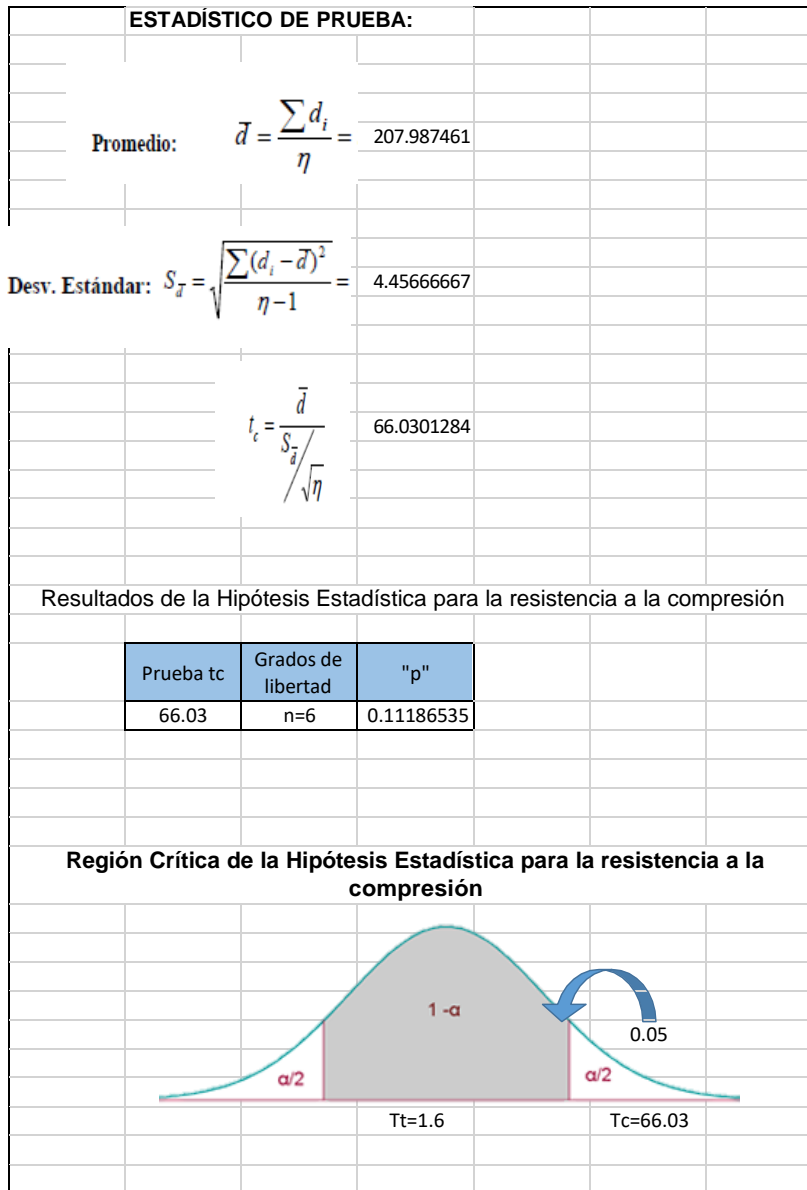 ESTADÍSTICO DE PRUEBA:
Promedio: d̄ = ∑ dᵢ / η = 207.987461
Desv. Estándar: S_d̄ = √(∑ (dᵢ − d̄)² / (η − 1)) = 4.45666667
t_c = d̄ / (S_d̄ / √η) 66.0301284
Resultados de la Hipótesis Estadística para la resistencia a la compresión
Prueba tc Grados de libertad "p"
66.03 n=6 0.11186535
Región Crítica de la Hipótesis Estadística para la resistencia a la
compresión
1 -α
0.05
α/2 α/2
Tt=1.6 Tc=66.03